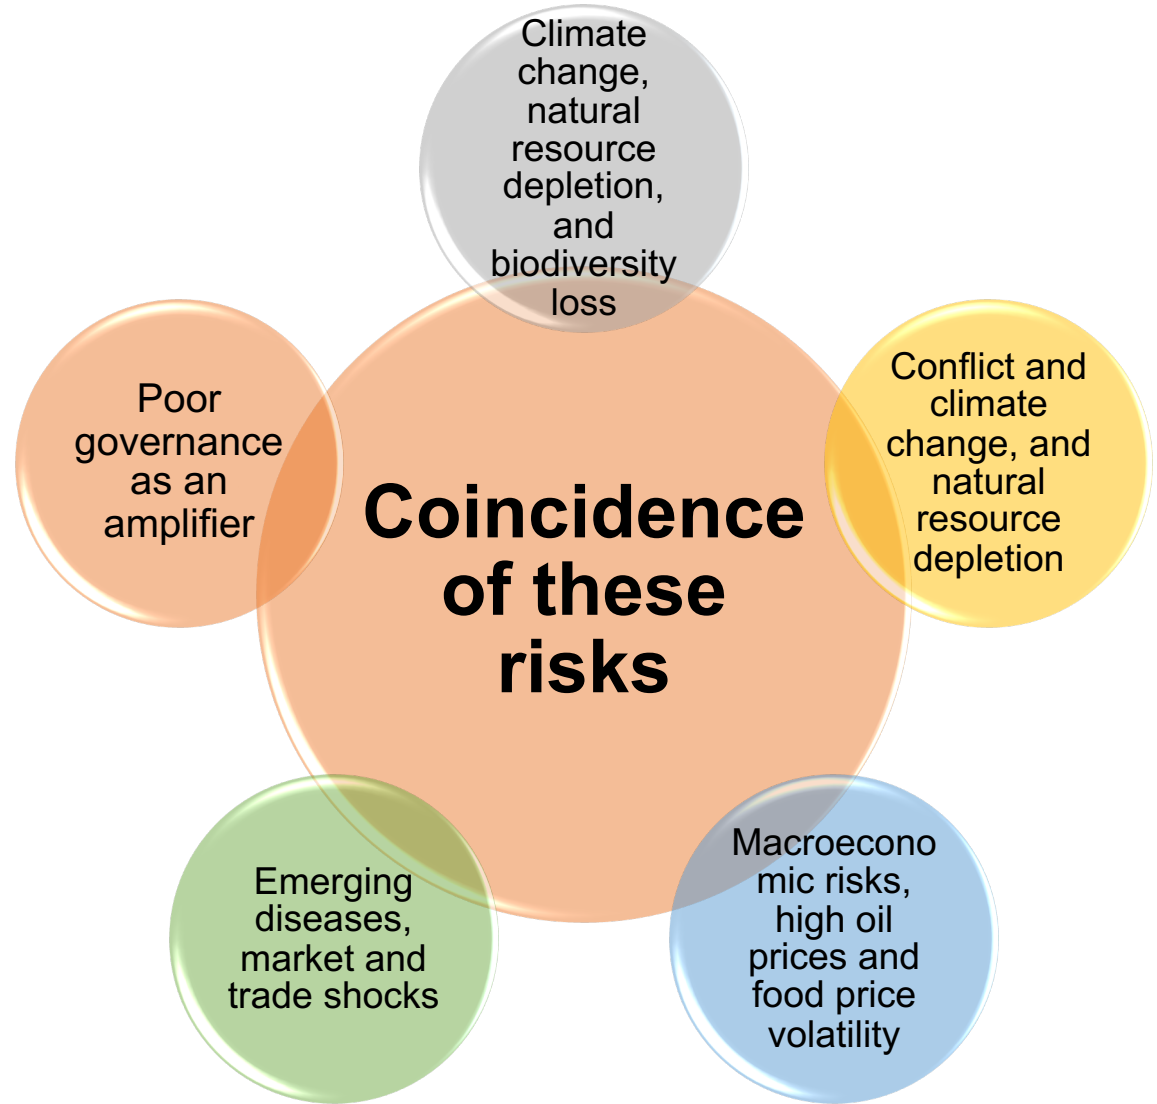 Climate
change,
natural
resource
depletion,
and
biodiversity
loss
Conflict and
climate
change, and
natural
resource
depletion
Macroecono
mic risks,
high oil
prices and
food price
volatility
Emerging
diseases,
market and
trade shocks
Poor
governance
as an
amplifier
Coincidence
of these
risks